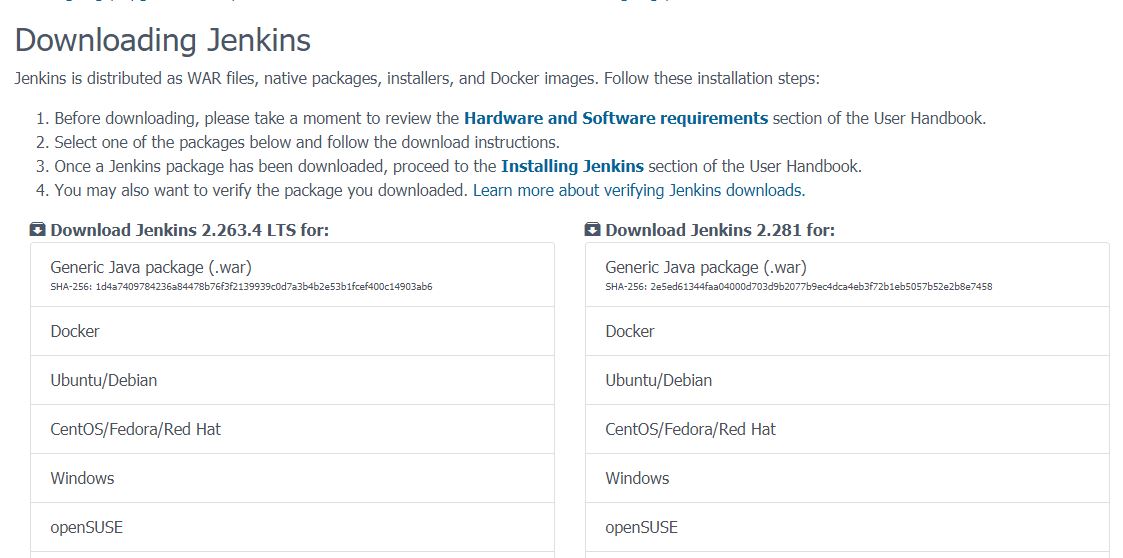 Downloading Jenkins
Jenkins is distributed as WAR files, native packages, installers, and Docker images. Follow these installation steps:
1. Before downloading, please take a moment to review the Hardware and Software requirements section of the User Handbook.
2. Select one of the packages below and follow the download instructions.
3. Once a Jenkins package has been downloaded, proceed to the Installing Jenkins section of the User Handbook.
4. You may also want to verify the package you downloaded. Learn more about verifying Jenkins downloads.
Download Jenkins 2.263.4 LTS for:
Generic Java package (.war)
SHA-256: 1d4a7409784236a84478b76f3f2139939c0d7a3b4b2e53b1fcef400c14903ab6
Docker
Ubuntu/Debian
CentOS/Fedora/Red Hat
Windows
openSUSE
Download Jenkins 2.281 for:
Generic Java package (.war)
SHA-256: 2e5ed61344faa04000d703d9b2077b9ec4dca4eb3f72b1eb5057b52e2b8e7458
Docker
Ubuntu/Debian
CentOS/Fedora/Red Hat
Windows
openSUSE